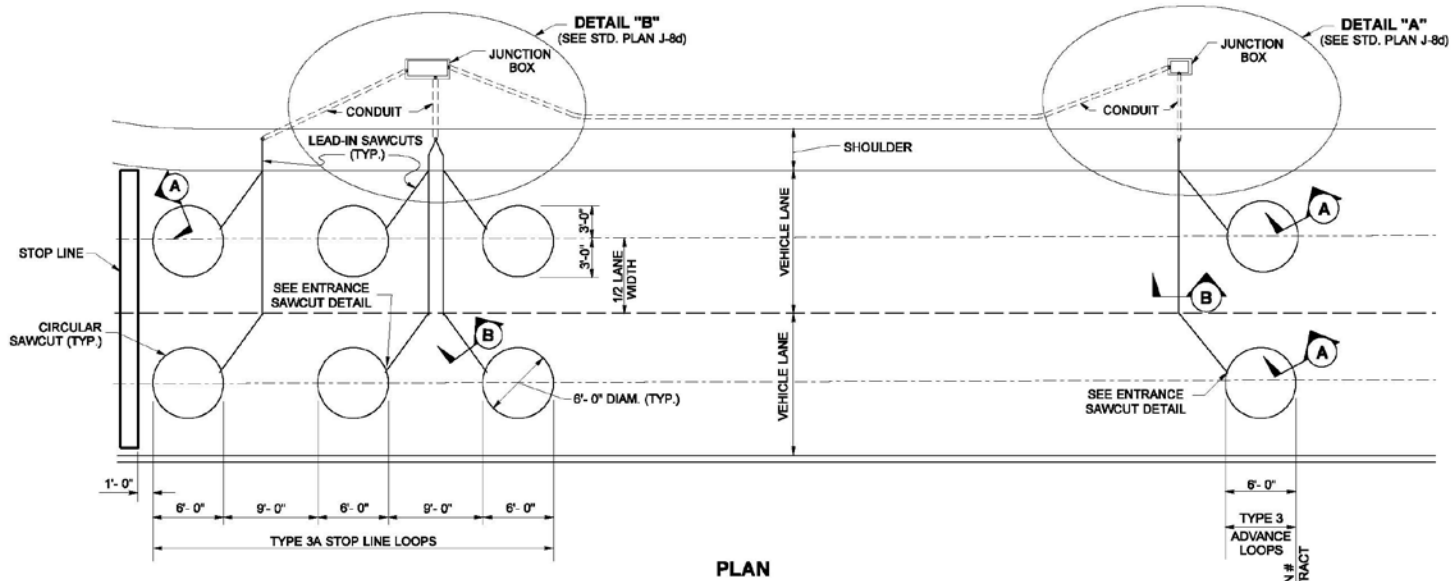 DETAIL "B"
(SEE STD. PLAN J-8d)
JUNCTION
BOX
CONDUIT
LEAD-IN SAWCUTS
(TYP.)
DETAIL "A"
(SEE STD. PLAN J-8d)
JUNCTION
BOX
CONDUIT
SHOULDER
A
STOP LINE
3'-0"
3'-0"
1/2 LANE
WIDTH
VEHICLE LANE
A
SEE ENTRANCE
SAWCUT DETAIL
B
CIRCULAR
SAWCUT (TYP.)
B
VEHICLE LANE
A
6'- 0" DIAM. (TYP.)
SEE ENTRANCE
SAWCUT DETAIL
1'- 0"
6'- 0"
9'- 0"
6'- 0"
9'- 0"
6'- 0"
TYPE 3A STOP LINE LOOPS
6'- 0"
TYPE 3
ADVANCE
LOOPS
PLAN